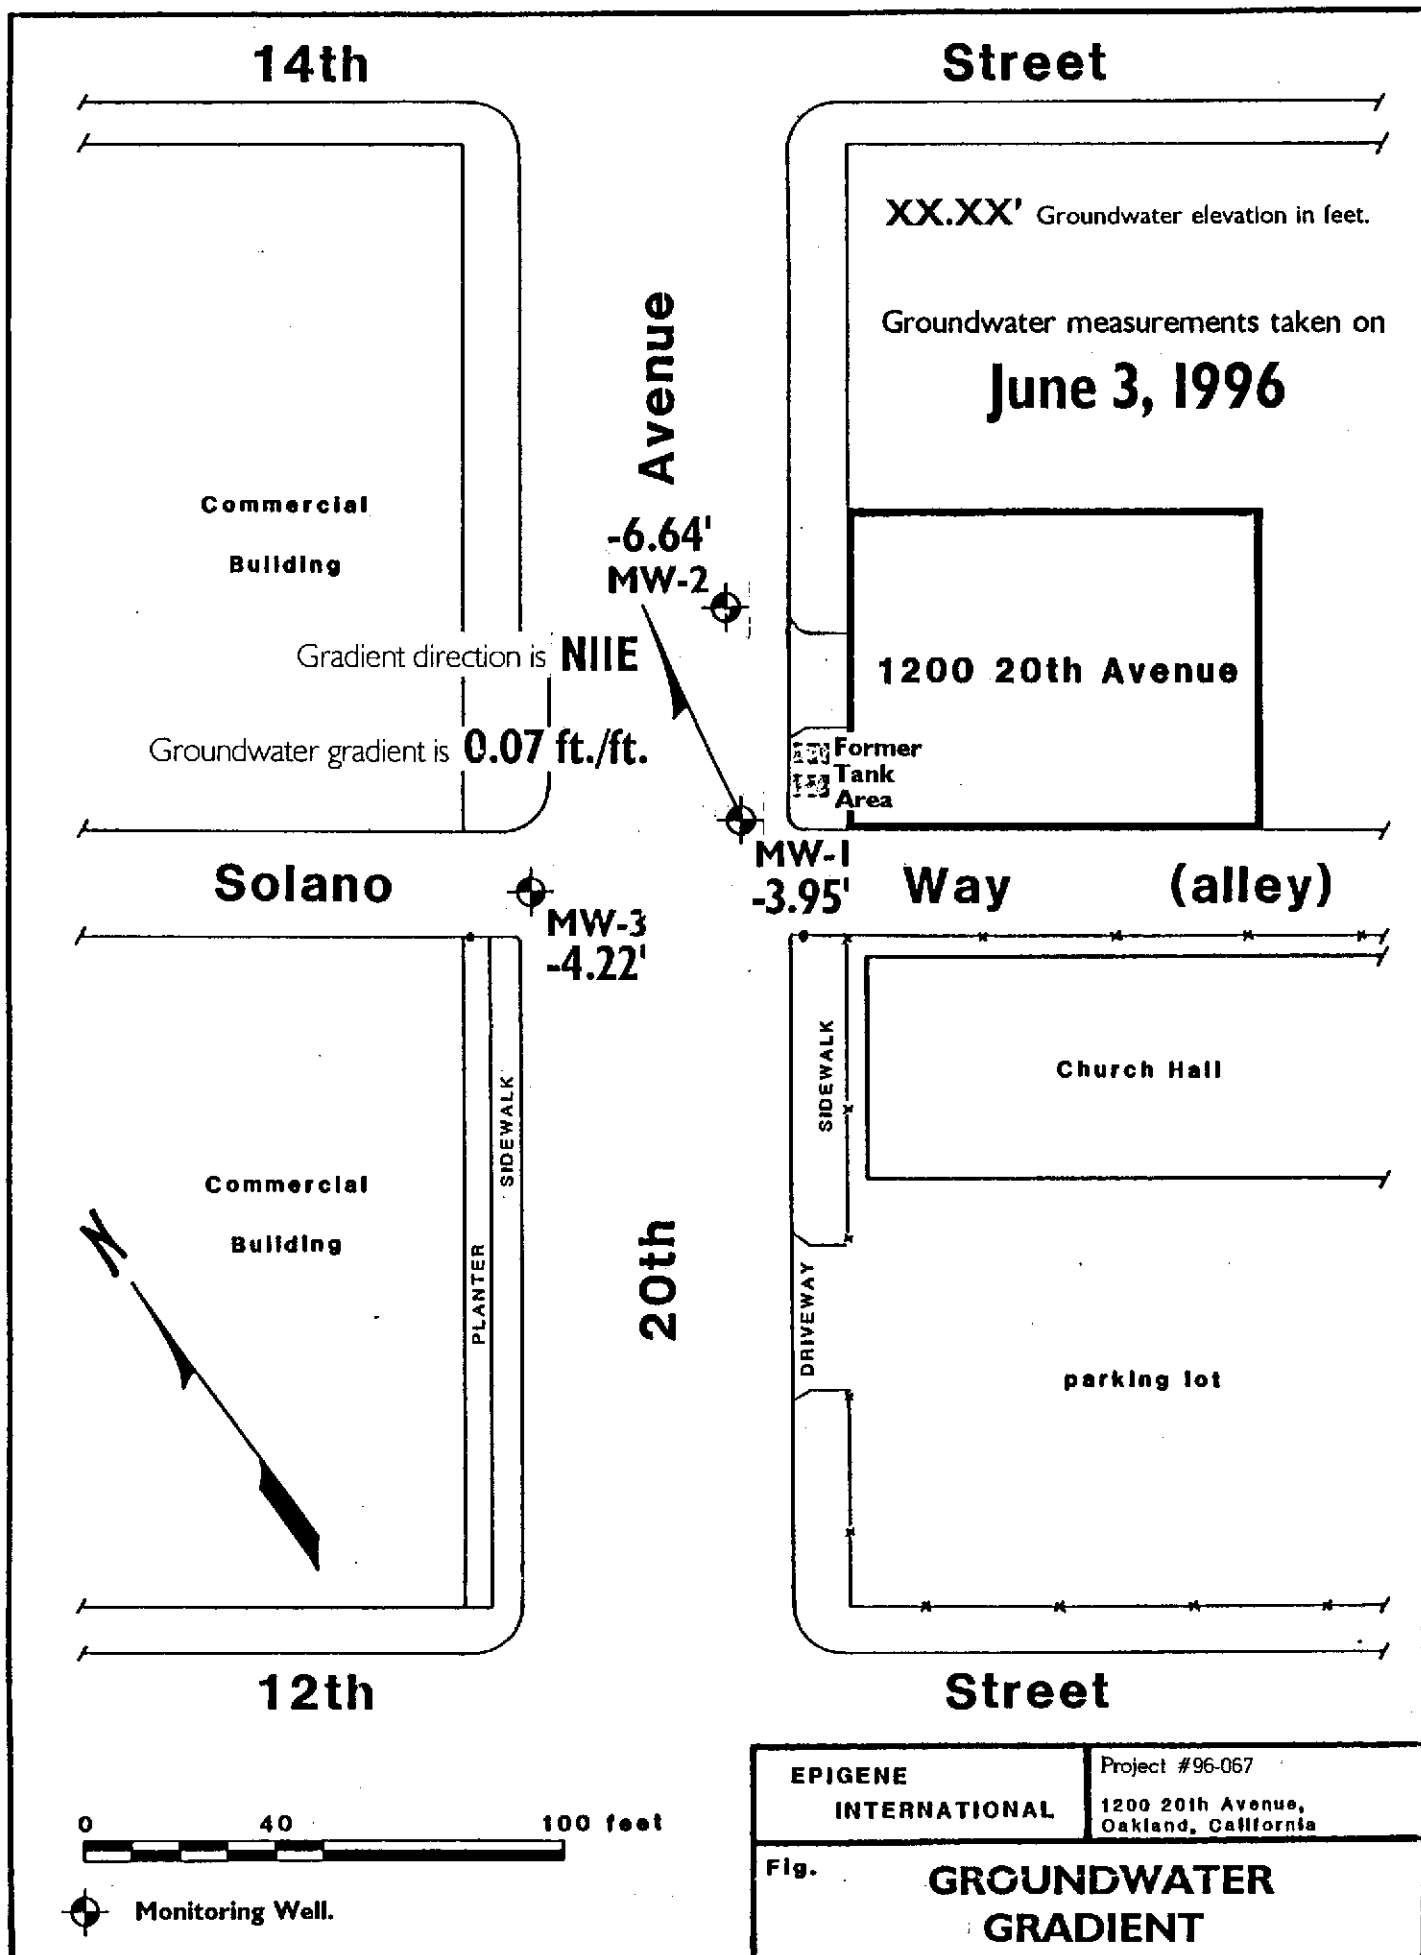 14th Street
XX.XX' Groundwater elevation in feet.
Groundwater measurements taken on
June 3, 1996
Avenue
Commercial
Building
-6.64'
MW-2
Gradient direction is N11E
1200 20th Avenue
Groundwater gradient is 0.07 ft./ft.
Former
Tank
Area
MW-1
-3.95'
Solano Way (alley)
MW-3
-4.22'
SIDEWALK
SIDEWALK
Church Hall
Commercial
Building
N
PLANTER
20th
DRIVEWAY
parking lot
12th Street
EPIGENE
INTERNATIONAL
Project #96-067
1200 20th Avenue,
Oakland, California
0 40 100 feet
Fig.
GROUNDWATER
GRADIENT
Monitoring Well.